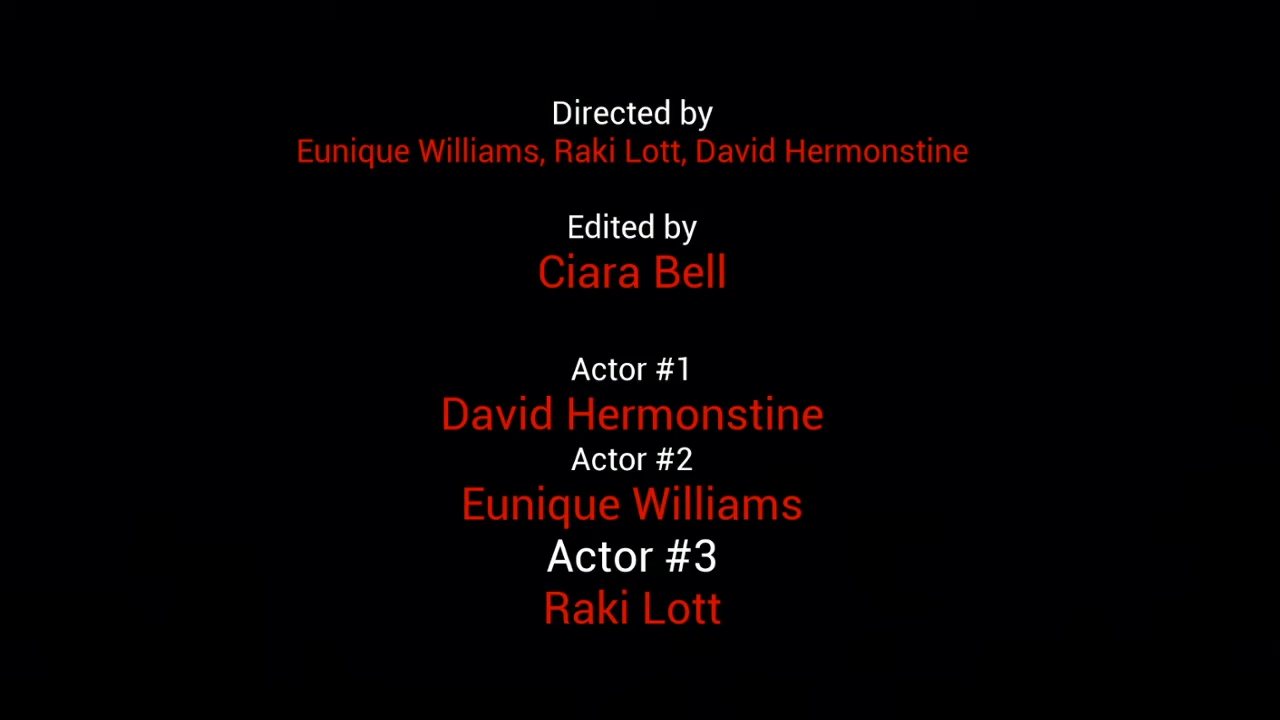 Directed by
Eunique Williams, Raki Lott, David Hermonstine
Edited by
Ciara Bell
Actor #1
David Hermonstine
Actor #2
Eunique Williams
Actor #3
Raki Lott